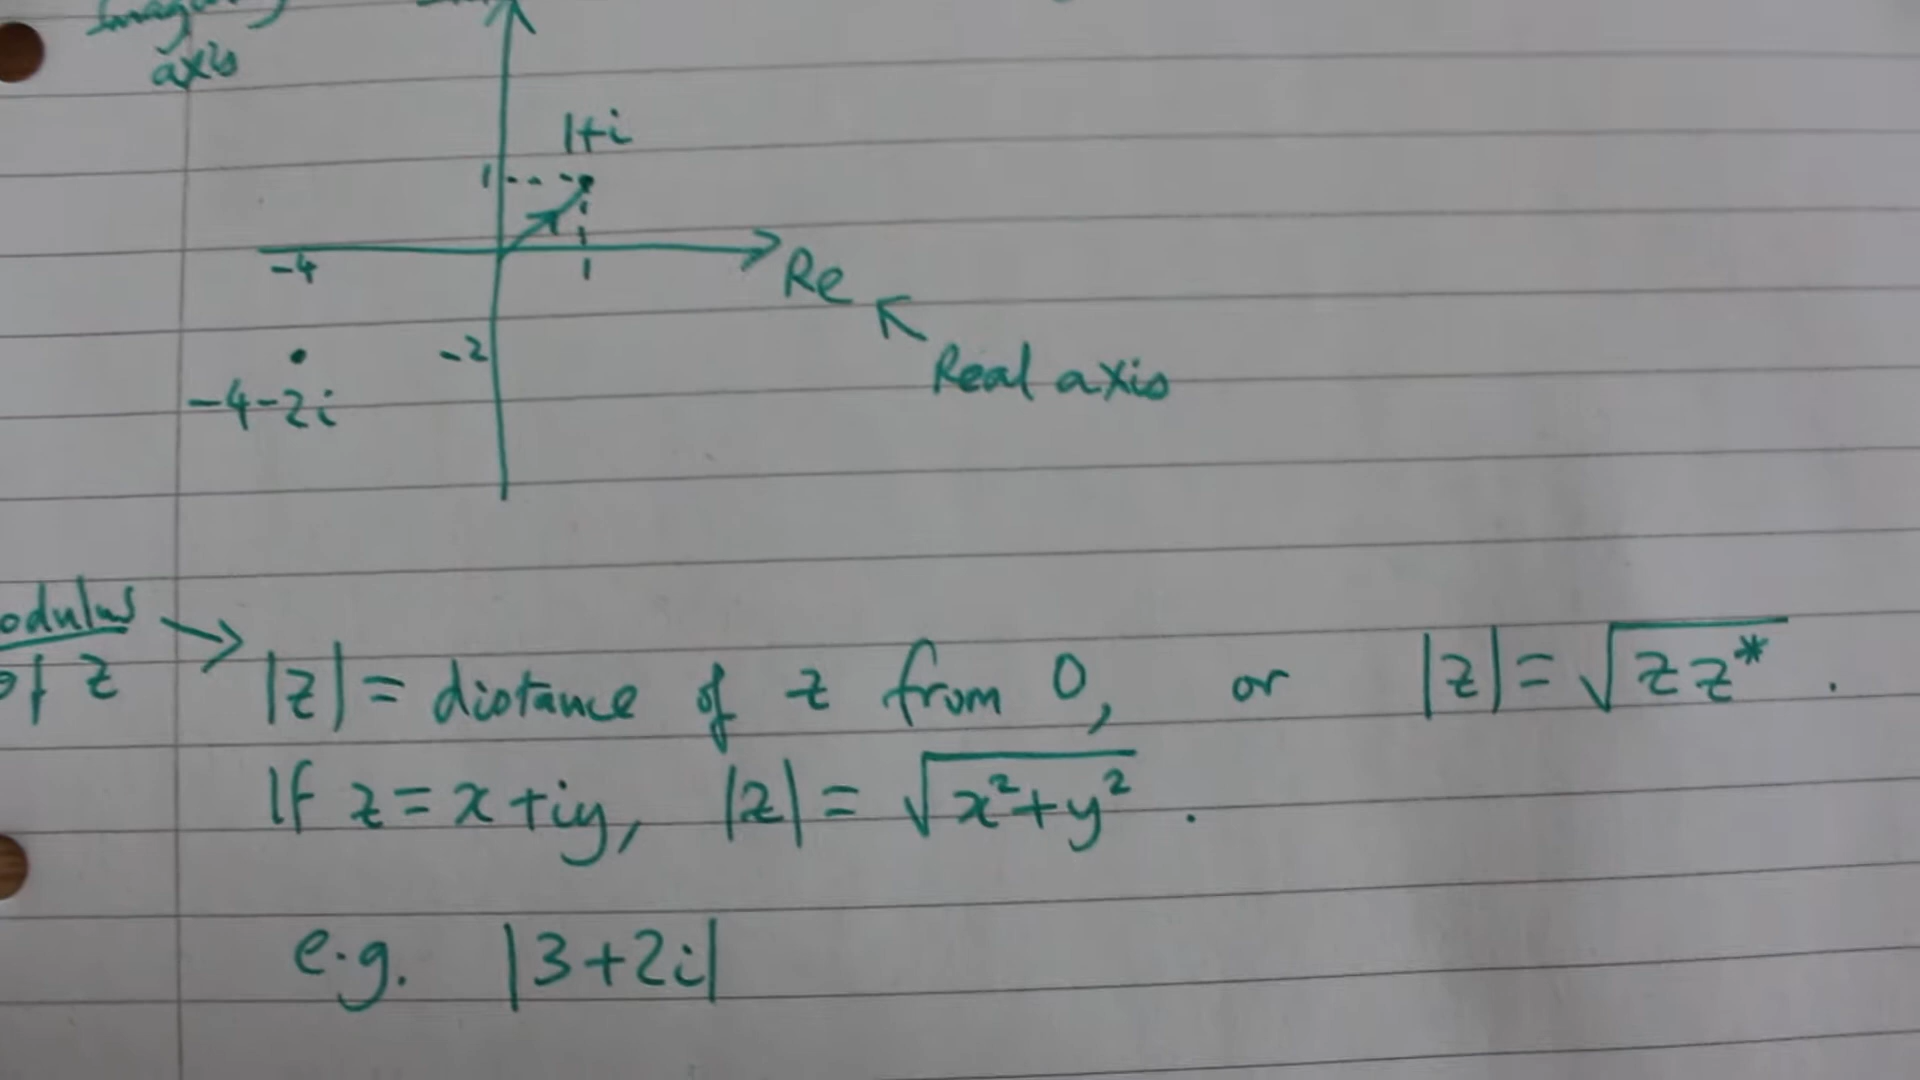 axis
1+i
1
-4
1
Re
-2
Real axis
-4-2i
odulus
of z
|z| = distance of z from 0, or |z| = √zz* .
If z = x+iy, |z| = √x²+y² .
e.g. |3+2i|